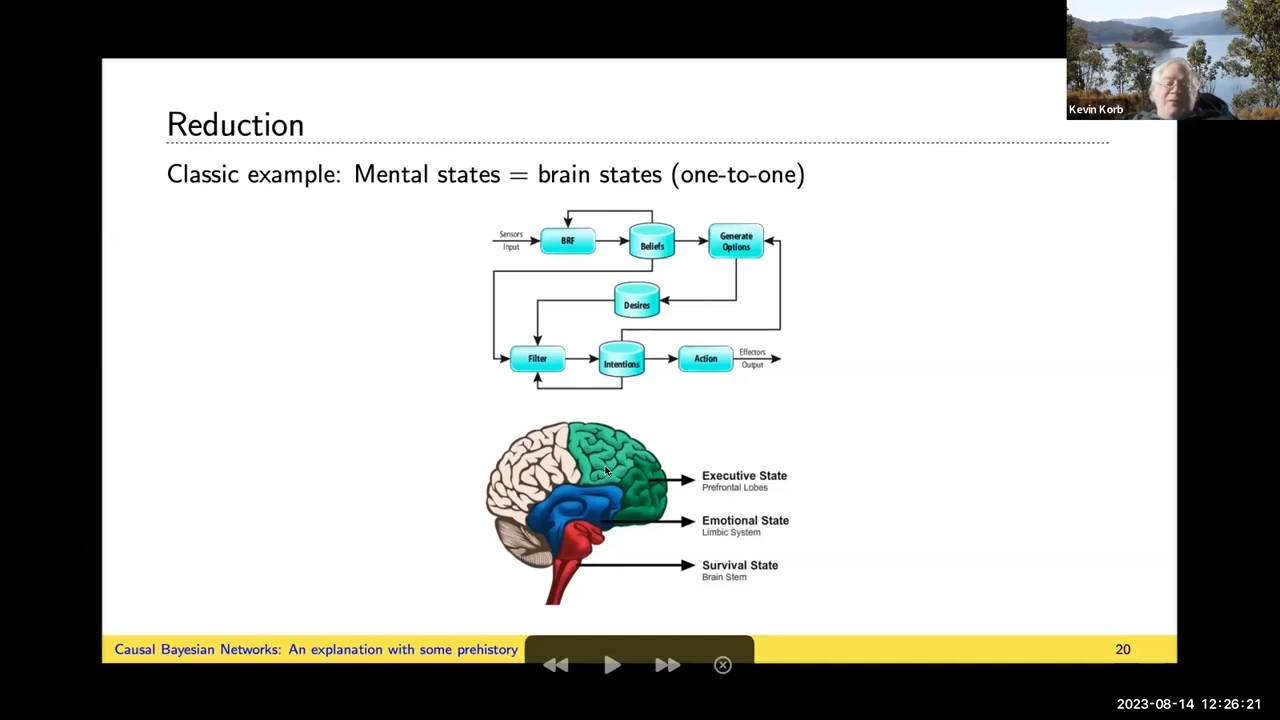 Kevin Korb
Reduction
Classic example: Mental states = brain states (one-to-one)
Sensors
Input
BRF
Beliefs
Generate
Options
Desires
Filter
Intentions
Action
Effectors
Output
Executive State
Prefrontal Lobes
Emotional State
Limbic System
Survival State
Brain Stem
Causal Bayesian Networks: An explanation with some prehistory
20
2023-08-14 12:26:21